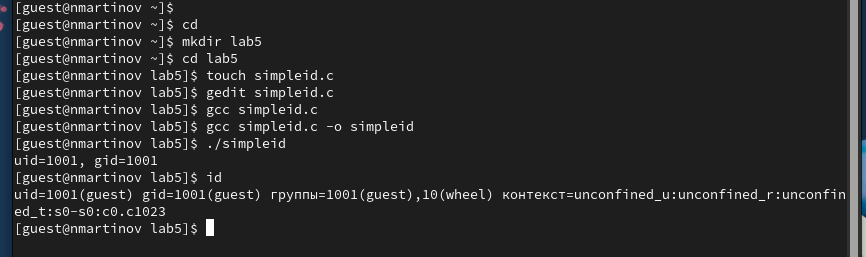 [guest@nmartinov ~]$
[guest@nmartinov ~]$ cd
[guest@nmartinov ~]$ mkdir lab5
[guest@nmartinov ~]$ cd lab5
[guest@nmartinov lab5]$ touch simpleid.c
[guest@nmartinov lab5]$ gedit simpleid.c
[guest@nmartinov lab5]$ gcc simpleid.c
[guest@nmartinov lab5]$ gcc simpleid.c -o simpleid
[guest@nmartinov lab5]$ ./simpleid
uid=1001, gid=1001
[guest@nmartinov lab5]$ id
uid=1001(guest) gid=1001(guest) группы=1001(guest),10(wheel) контекст=unconfined_u:unconfined_r:unconfin
ed_t:s0-s0:c0.c1023
[guest@nmartinov lab5]$